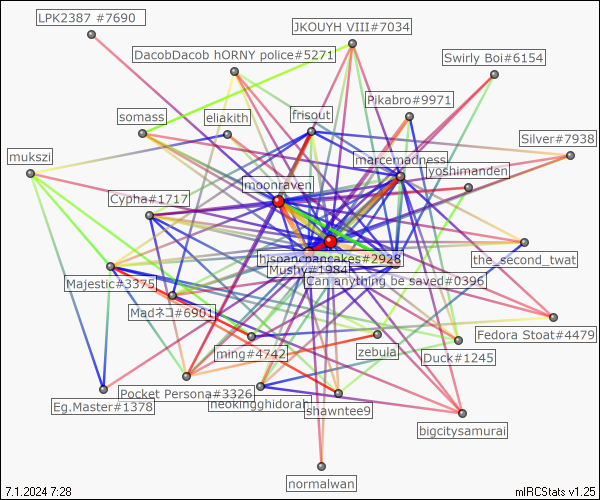 LPK2387 #7690
JKOUYH VIII#7034
DacobDacob hORNY police#5271
Swirly Boi#6154
Pikabro#9971
somass
eliakith
frisout
Silver#7938
mukszi
marcemadness
yoshimanden
moonraven
Cypha#1717
hispancpancakes#2928
the_second_twat
Mushy#1984
Can anything be saved#0396
Majestic#3375
Madネコ#6901
Fedora Stoat#4479
ming#4742
zebula
Duck#1245
Pocket Persona#3326
Eg.Master#1378
neokingghidorah
shawntee9
bigcitysamurai
normalwan
7.1.2024 7:28
mIRCStats v1.25